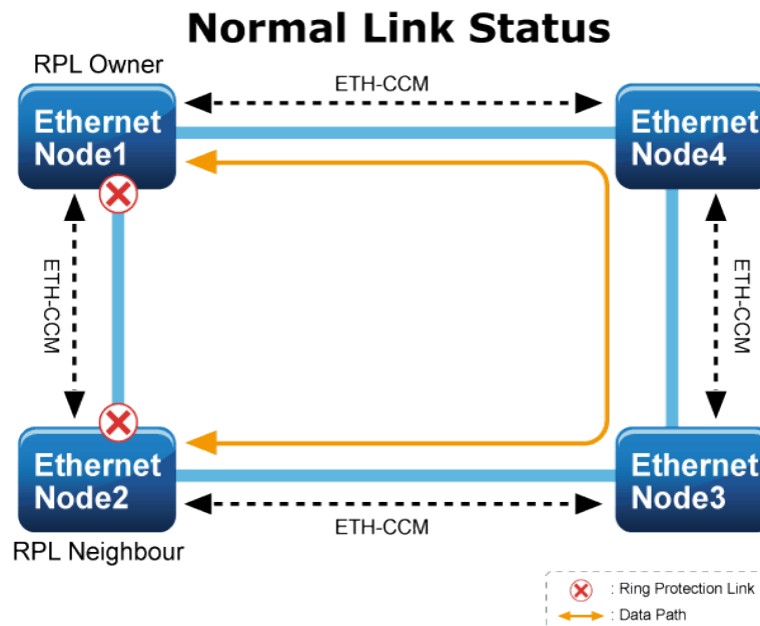 Normal Link Status
RPL Owner
ETH-CCM
Ethernet
Node1
Ethernet
Node4
ETH-CCM
ETH-CCM
Ethernet
Node2
Ethernet
Node3
ETH-CCM
RPL Neighbour
: Ring Protection Link
: Data Path